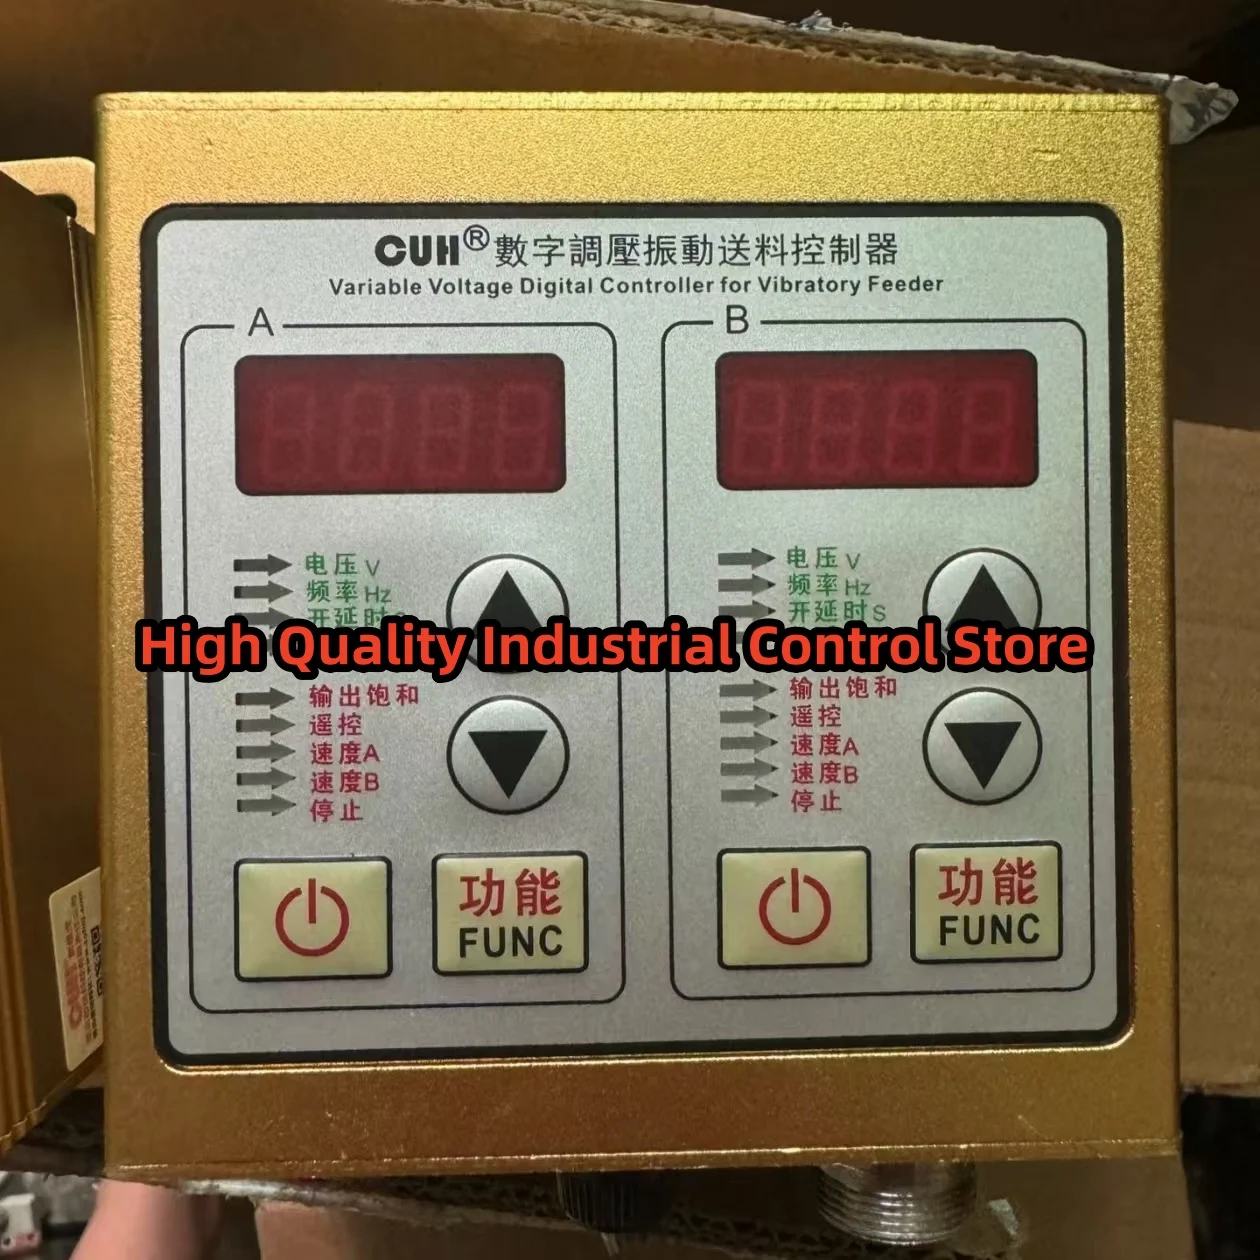 CUH®數字調壓振動送料控制器
Variable Voltage Digital Controller for Vibratory Feeder
A
电压 V
频率 Hz
开延时 S
输出饱和
遥控
速度A
速度B
停止
功能
FUNC
B
电压 V
频率 Hz
开延时 S
输出饱和
遥控
速度A
速度B
停止
功能
FUNC
High Quality Industrial Control Store